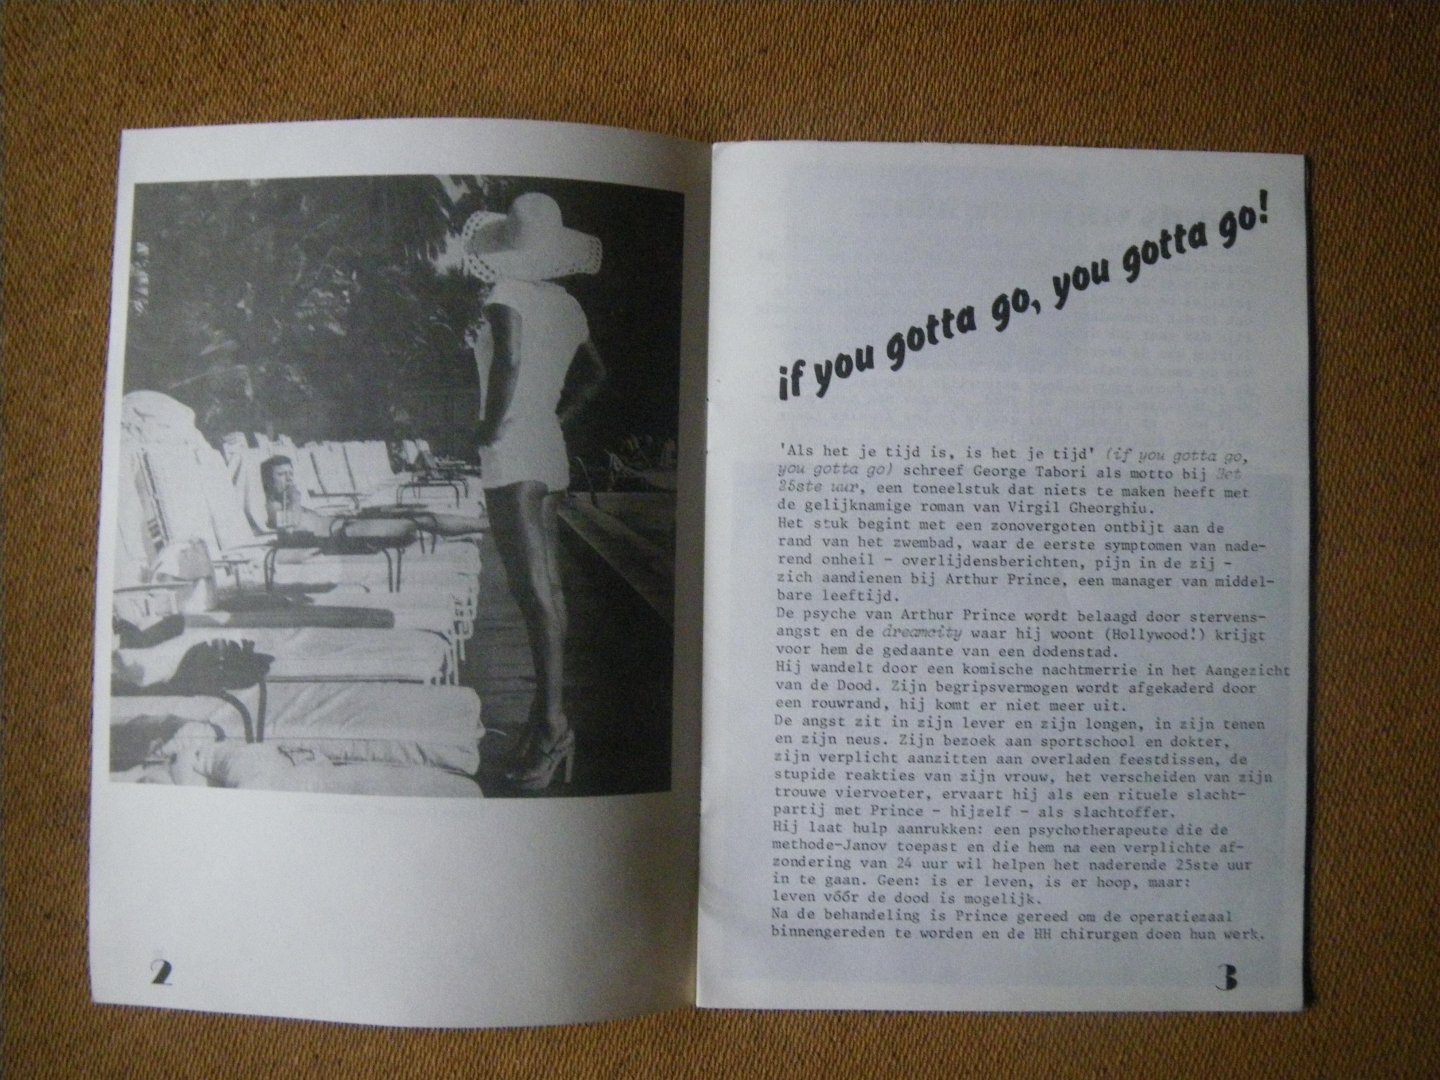 if you gotta go, you gotta go!
'Als het je tijd is, is het je tijd' (if you gotta go,
you gotta go) schreef George Tabori als motto bij Het
25ste uur, een toneelstuk dat niets te maken heeft met
de gelijknamige roman van Virgil Gheorghiu.
Het stuk begint met een zonovergoten ontbijt aan de
rand van het zwembad, waar de eerste symptomen van nade-
rend onheil - overlijdensberichten, pijn in de zij -
zich aandienen bij Arthur Prince, een manager van middel-
bare leeftijd.
De psyche van Arthur Prince wordt belaagd door stervens-
angst en de dreamcity waar hij woont (Hollywood!) krijgt
voor hem de gedaante van een dodenstad.
Hij wandelt door een komische nachtmerrie in het Aangezicht
van de Dood. Zijn begripsvermogen wordt afgekaderd door
een rouwrand, hij komt er niet meer uit.
De angst zit in zijn lever en zijn longen, in zijn tenen
en zijn neus. Zijn bezoek aan sportschool en dokter,
zijn verplicht aanzitten aan overladen feestdissen, de
stupide reakties van zijn vrouw, het verscheiden van zijn
trouwe viervoeter, ervaart hij als een rituele slacht-
partij met Prince - hijzelf - als slachtoffer.
Hij laat hulp aanrukken: een psychotherapeute die de
methode-Janov toepast en die hem na een verplichte af-
zondering van 24 uur wil helpen het naderende 25ste uur
in te gaan. Geen: is er leven, is er hoop, maar:
leven vóór de dood is mogelijk.
Na de behandeling is Prince gereed om de operatiezaal
binnengereden te worden en de HH chirurgen doen hun werk.
2
3